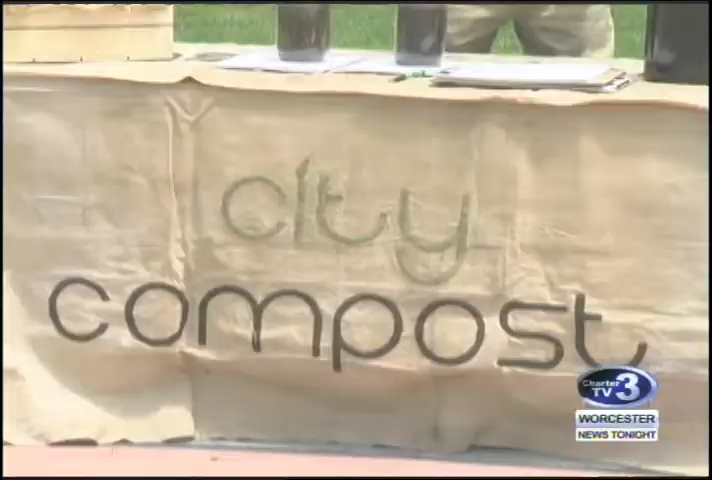 city
compost
Charter
TV 3
WORCESTER
NEWS TONIGHT